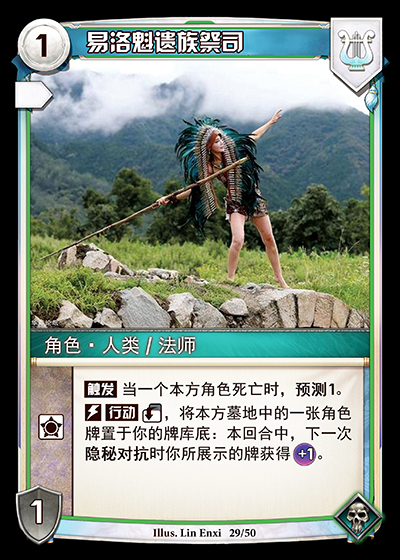 1
易洛魁遗族祭司
角色·人类 / 法师
触发 当一个本方角色死亡时，预测1。
行动 ，将本方墓地中的一张角色
牌置于你的牌库底：本回合中，下一次
隐秘对抗时你所展示的牌获得 +1。
1
Illus. Lin Enxi 29/50